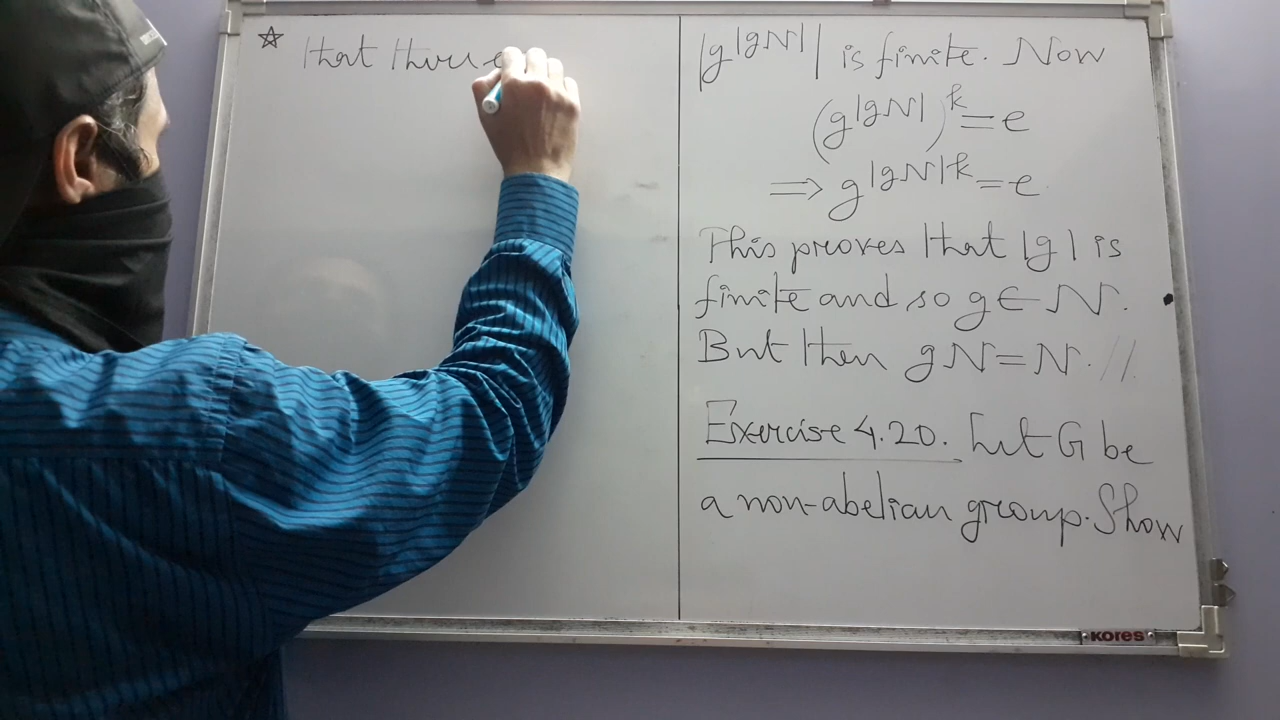 ☆ that there e
|g^{|gN|}| is finite. Now
(g^{|gN|})^k = e
⟹ g^{|gN|k} = e.
This proves that |g| is
finite and so g ∈ N.
But then gN = N. //.
Exercise 4.20. Let G be
a non-abelian group. Show
KORES